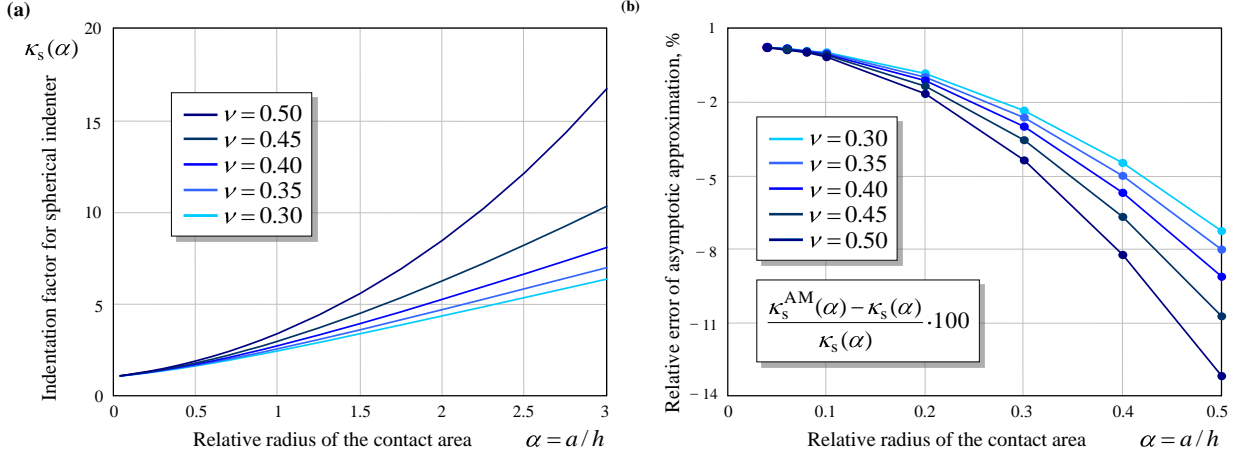 (a)
κs(α)
Indentation factor for spherical indenter
20
15
10
5
0
ν = 0.50
ν = 0.45
ν = 0.40
ν = 0.35
ν = 0.30
0
0.5
1
1.5
2
2.5
3
Relative radius of the contact area
α = a/h
(b)
Relative error of asymptotic approximation, %
1
−2
−5
−8
−11
−14
ν = 0.30
ν = 0.35
ν = 0.40
ν = 0.45
ν = 0.50
κs^AM(α) − κs(α)
κs(α)
·100
0
0.1
0.2
0.3
0.4
0.5
Relative radius of the contact area
α = a/h